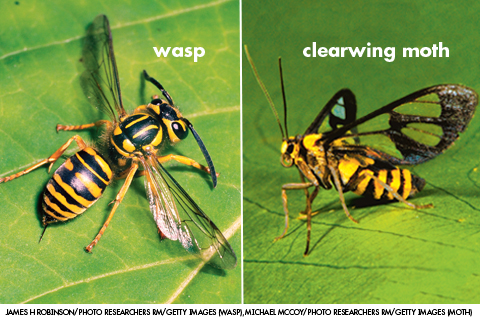 wasp
clearwing moth
JAMES H ROBINSON/PHOTO RESEARCHERS RM/GETTY IMAGES (WASP), MICHAEL MCCOY/PHOTO RESEARCHERS RM/GETTY IMAGES (MOTH)